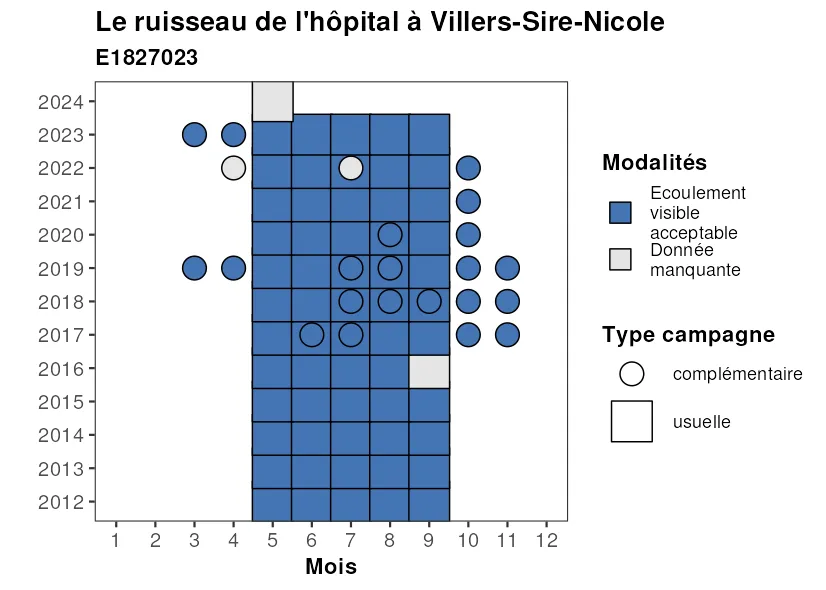 Le ruisseau de l'hôpital à Villers-Sire-Nicole
E1827023
2024
2023
2022
2021
2020
2019
2018
2017
2016
2015
2014
2013
2012
1 2 3 4 5 6 7 8 9 10 11 12
Mois
Modalités
Ecoulement
visible
acceptable
Donnée
manquante
Type campagne
complémentaire
usuelle